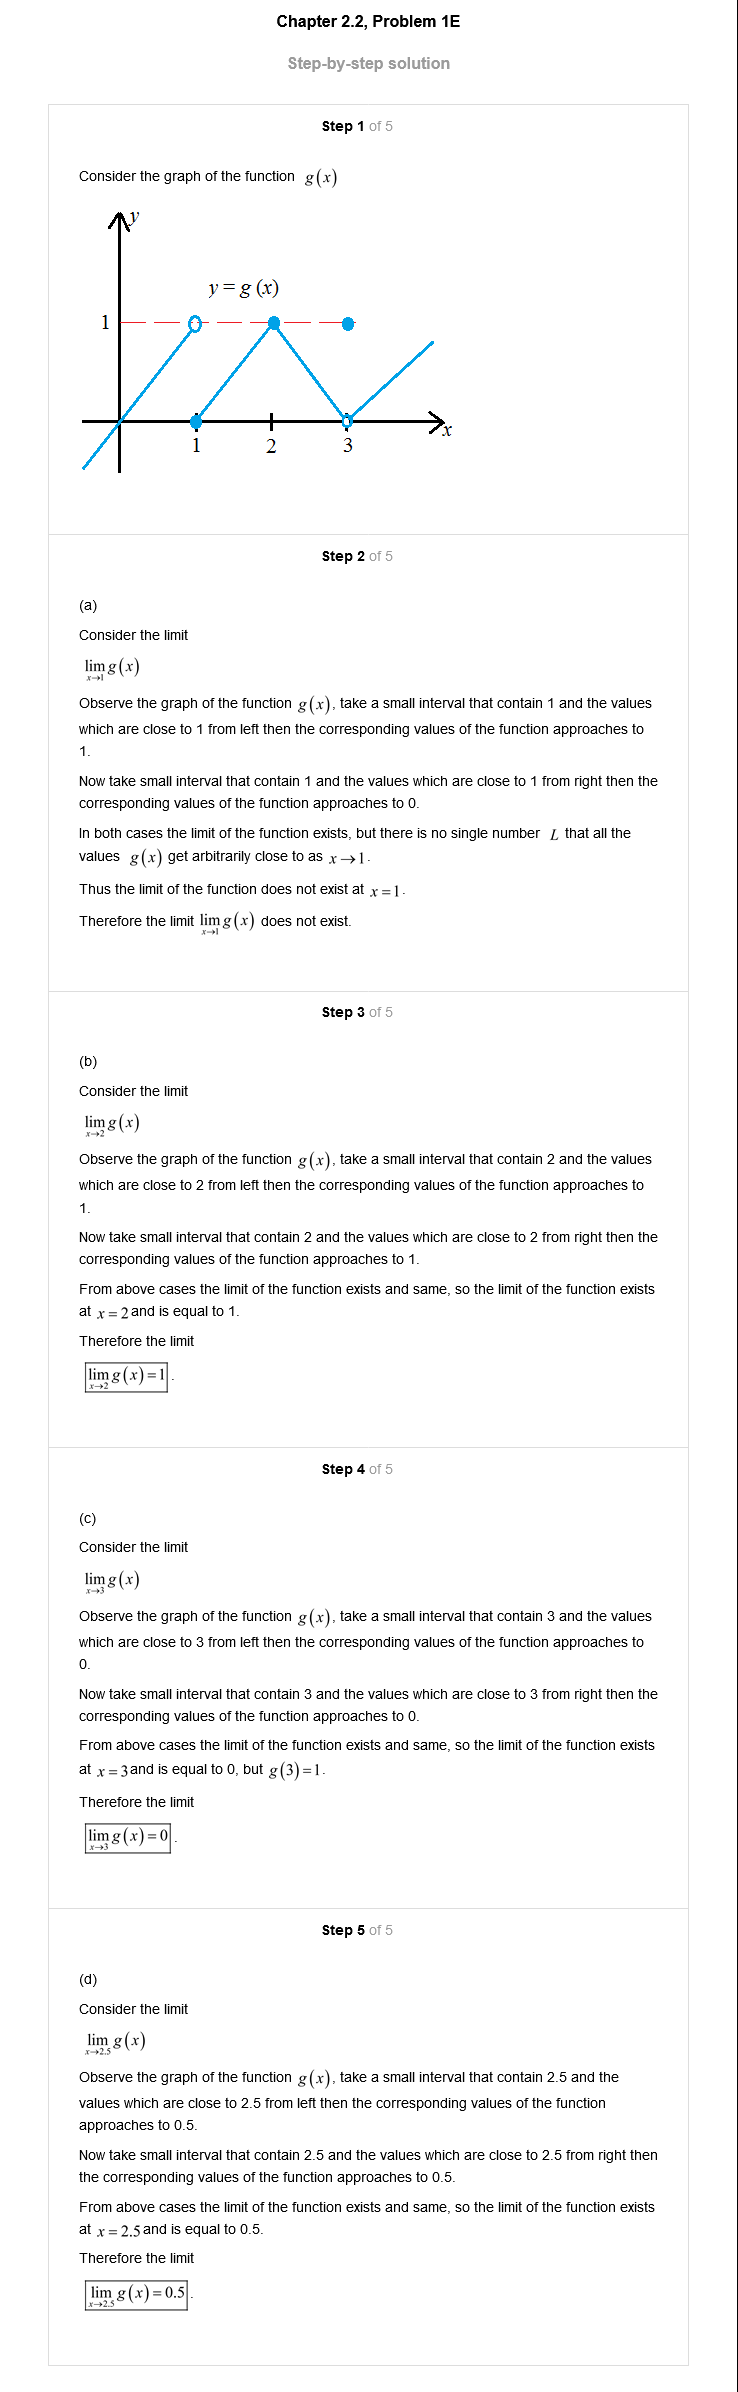 Chapter 2.2, Problem 1E
Step-by-step solution
Step 1 of 5
Consider the graph of the function g(x)
y
y = g (x)
1
x
1 2 3
Step 2 of 5
(a)
Consider the limit
lim g(x)
x→1
Observe the graph of the function g(x), take a small interval that contain 1 and the values
which are close to 1 from left then the corresponding values of the function approaches to
1.
Now take small interval that contain 1 and the values which are close to 1 from right then the
corresponding values of the function approaches to 0.
In both cases the limit of the function exists, but there is no single number L that all the
values g(x) get arbitrarily close to as x→1.
Thus the limit of the function does not exist at x=1.
Therefore the limit lim g(x) does not exist.
x→1
Step 3 of 5
(b)
Consider the limit
lim g(x)
x→2
Observe the graph of the function g(x), take a small interval that contain 2 and the values
which are close to 2 from left then the corresponding values of the function approaches to
1.
Now take small interval that contain 2 and the values which are close to 2 from right then the
corresponding values of the function approaches to 1.
From above cases the limit of the function exists and same, so the limit of the function exists
at x=2 and is equal to 1.
Therefore the limit
lim g(x)=1.
x→2
Step 4 of 5
(c)
Consider the limit
lim g(x)
x→3
Observe the graph of the function g(x), take a small interval that contain 3 and the values
which are close to 3 from left then the corresponding values of the function approaches to
0.
Now take small interval that contain 3 and the values which are close to 3 from right then the
corresponding values of the function approaches to 0.
From above cases the limit of the function exists and same, so the limit of the function exists
at x=3 and is equal to 0, but g(3)=1.
Therefore the limit
lim g(x)=0.
x→3
Step 5 of 5
(d)
Consider the limit
lim g(x)
x→2.5
Observe the graph of the function g(x), take a small interval that contain 2.5 and the
values which are close to 2.5 from left then the corresponding values of the function
approaches to 0.5.
Now take small interval that contain 2.5 and the values which are close to 2.5 from right then
the corresponding values of the function approaches to 0.5.
From above cases the limit of the function exists and same, so the limit of the function exists
at x=2.5 and is equal to 0.5.
Therefore the limit
lim g(x)=0.5.
x→2.5